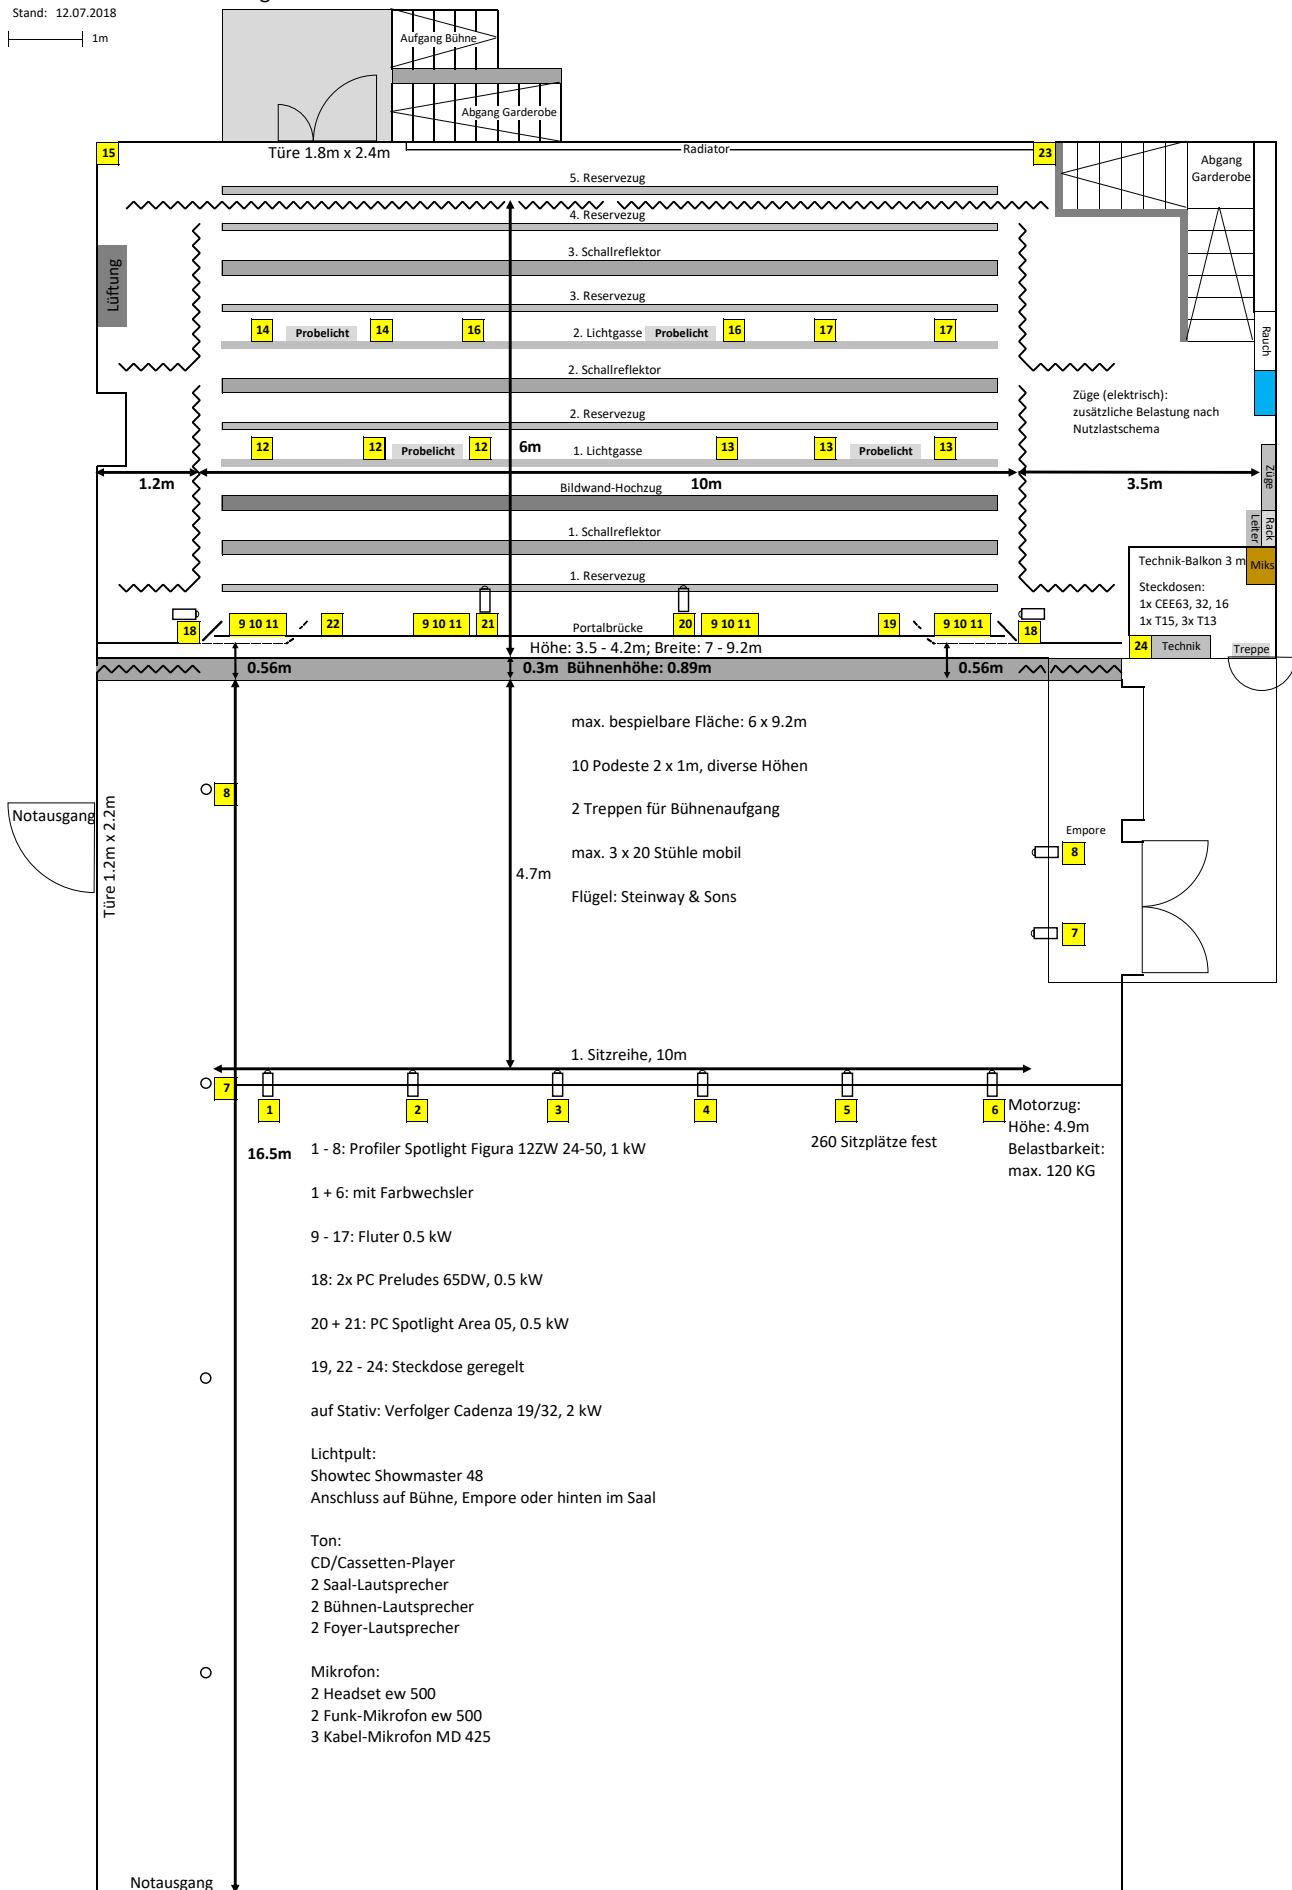 Stand: 12.07.2018
1m
Aufgang Bühne
Abgang Garderobe
Türe 1.8m x 2.4m
Radiator
15
23
Abgang
Garderobe
5. Reservezug
4. Reservezug
3. Schallreflektor
Lüftung
3. Reservezug
14
Probelicht
14
16
2. Lichtgasse
Probelicht
16
17
17
Rauch
2. Schallreflektor
Züge (elektrisch):
zusätzliche Belastung nach
Nutzlastschema
2. Reservezug
12
12
Probelicht
12
6m
1. Lichtgasse
13
13
Probelicht
13
1.2m
10m
3.5m
Züge
Bildwand-Hochzug
Leiter
Rack
1. Schallreflektor
Technik-Balkon 3 m
Miks
1. Reservezug
Steckdosen:
1x CEE63, 32, 16
1x T15, 3x T13
18
9 10 11
22
9 10 11
21
Portalbrücke
20
9 10 11
19
9 10 11
18
Höhe: 3.5 - 4.2m; Breite: 7 - 9.2m
24
Technik
Treppe
0.56m
0.3m Bühnenhöhe: 0.89m
0.56m
max. bespielbare Fläche: 6 x 9.2m
10 Podeste 2 x 1m, diverse Höhen
8
2 Treppen für Bühnenaufgang
Notausgang
Türe 1.2m x 2.2m
Empore
max. 3 x 20 Stühle mobil
8
4.7m
Flügel: Steinway & Sons
7
1. Sitzreihe, 10m
7
1
2
3
4
5
6
Motorzug:
Höhe: 4.9m
Belastbarkeit:
max. 120 KG
260 Sitzplätze fest
16.5m
1 - 8: Profiler Spotlight Figura 12ZW 24-50, 1 kW
1 + 6: mit Farbwechsler
9 - 17: Fluter 0.5 kW
18: 2x PC Preludes 65DW, 0.5 kW
20 + 21: PC Spotlight Area 05, 0.5 kW
19, 22 - 24: Steckdose geregelt
auf Stativ: Verfolger Cadenza 19/32, 2 kW
Lichtpult:
Showtec Showmaster 48
Anschluss auf Bühne, Empore oder hinten im Saal
Ton:
CD/Cassetten-Player
2 Saal-Lautsprecher
2 Bühnen-Lautsprecher
2 Foyer-Lautsprecher
Mikrofon:
2 Headset ew 500
2 Funk-Mikrofon ew 500
3 Kabel-Mikrofon MD 425
Notausgang